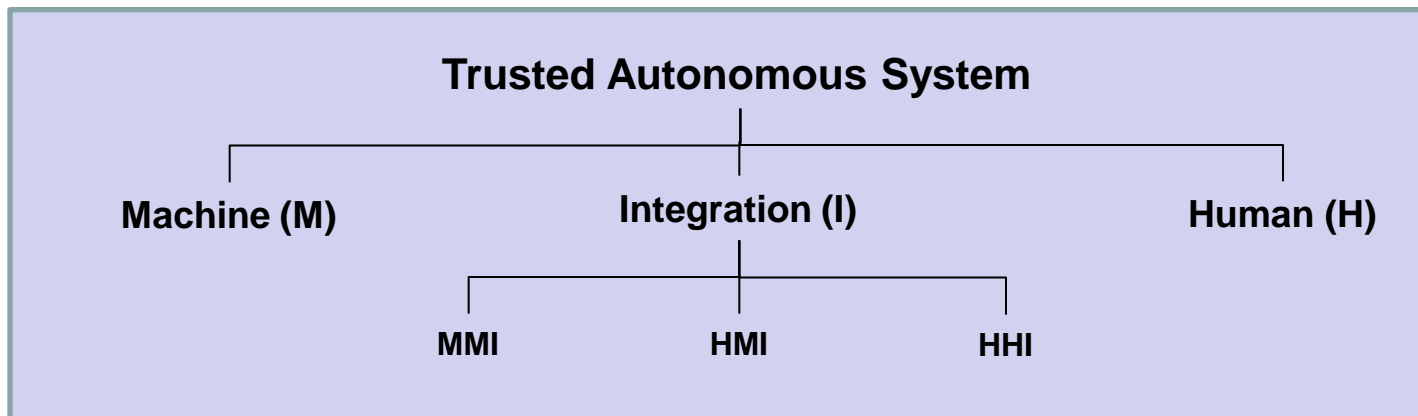 Trusted Autonomous System
Machine (M)
Integration (I)
Human (H)
MMI
HMI
HHI